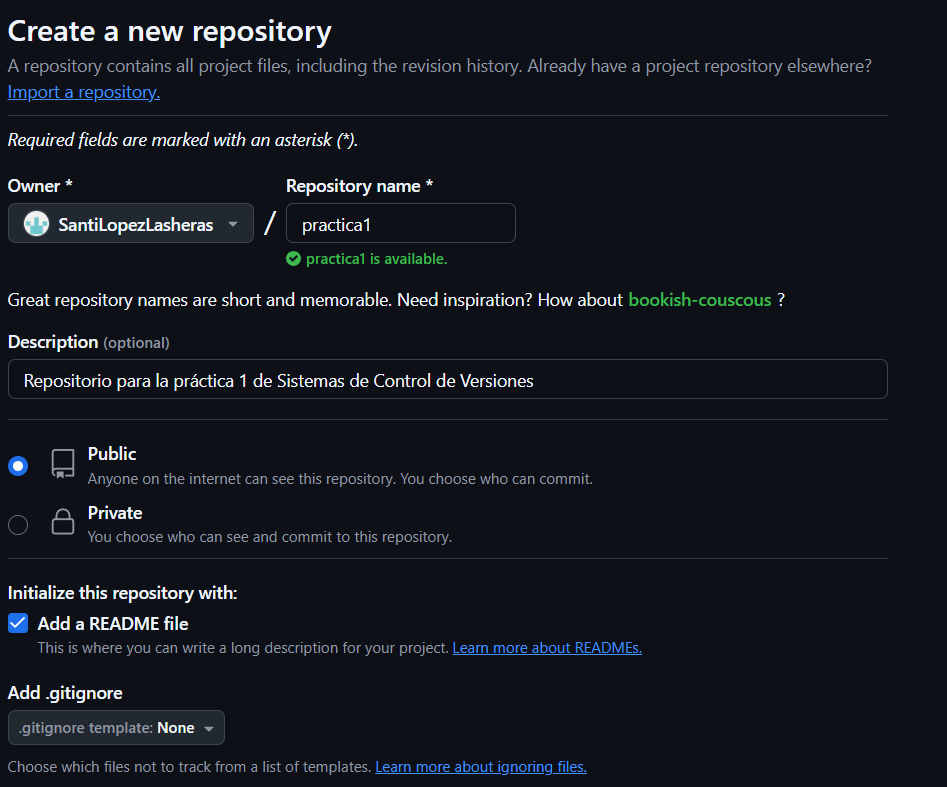 Create a new repository
A repository contains all project files, including the revision history. Already have a project repository elsewhere?
Import a repository.
Required fields are marked with an asterisk (*).
Owner * Repository name *
SantiLopezLasheras / practica1
practica1 is available.
Great repository names are short and memorable. Need inspiration? How about bookish-couscous ?
Description (optional)
Repositorio para la práctica 1 de Sistemas de Control de Versiones
Public
Anyone on the internet can see this repository. You choose who can commit.
Private
You choose who can see and commit to this repository.
Initialize this repository with:
Add a README file
This is where you can write a long description for your project. Learn more about READMEs.
Add .gitignore
.gitignore template: None
Choose which files not to track from a list of templates. Learn more about ignoring files.